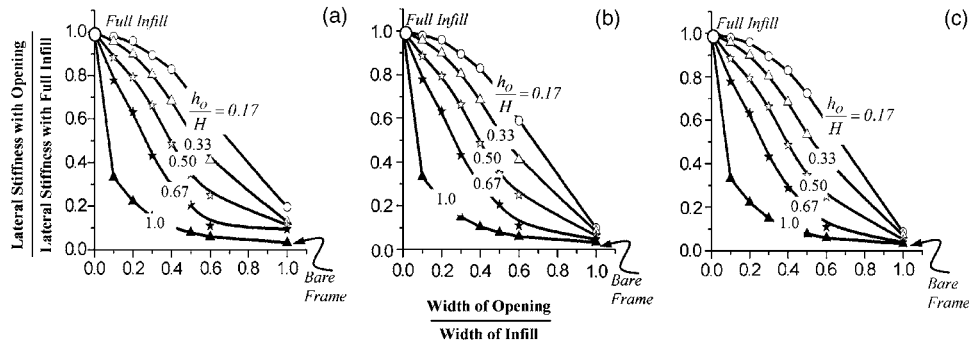 Lateral Stiffness with Opening
Lateral Stiffness with Full Infill
(a)
Full Infill
1.0
0.8
0.6
0.4
0.2
0.0
h_O/H = 0.17
0.33
0.50
0.67
1.0
0.0 0.2 0.4 0.6 0.8 1.0
Bare
Frame
(b)
Full Infill
1.0
0.8
0.6
0.4
0.2
0.0
h_O/H = 0.17
0.33
0.50
0.67
1.0
0.0 0.2 0.4 0.6 0.8 1.0
Bare
Frame
(c)
Full Infill
1.0
0.8
0.6
0.4
0.2
0.0
h_O/H = 0.17
0.33
0.50
0.67
1.0
0.0 0.2 0.4 0.6 0.8 1.0
Bare
Frame
Width of Opening
Width of Infill